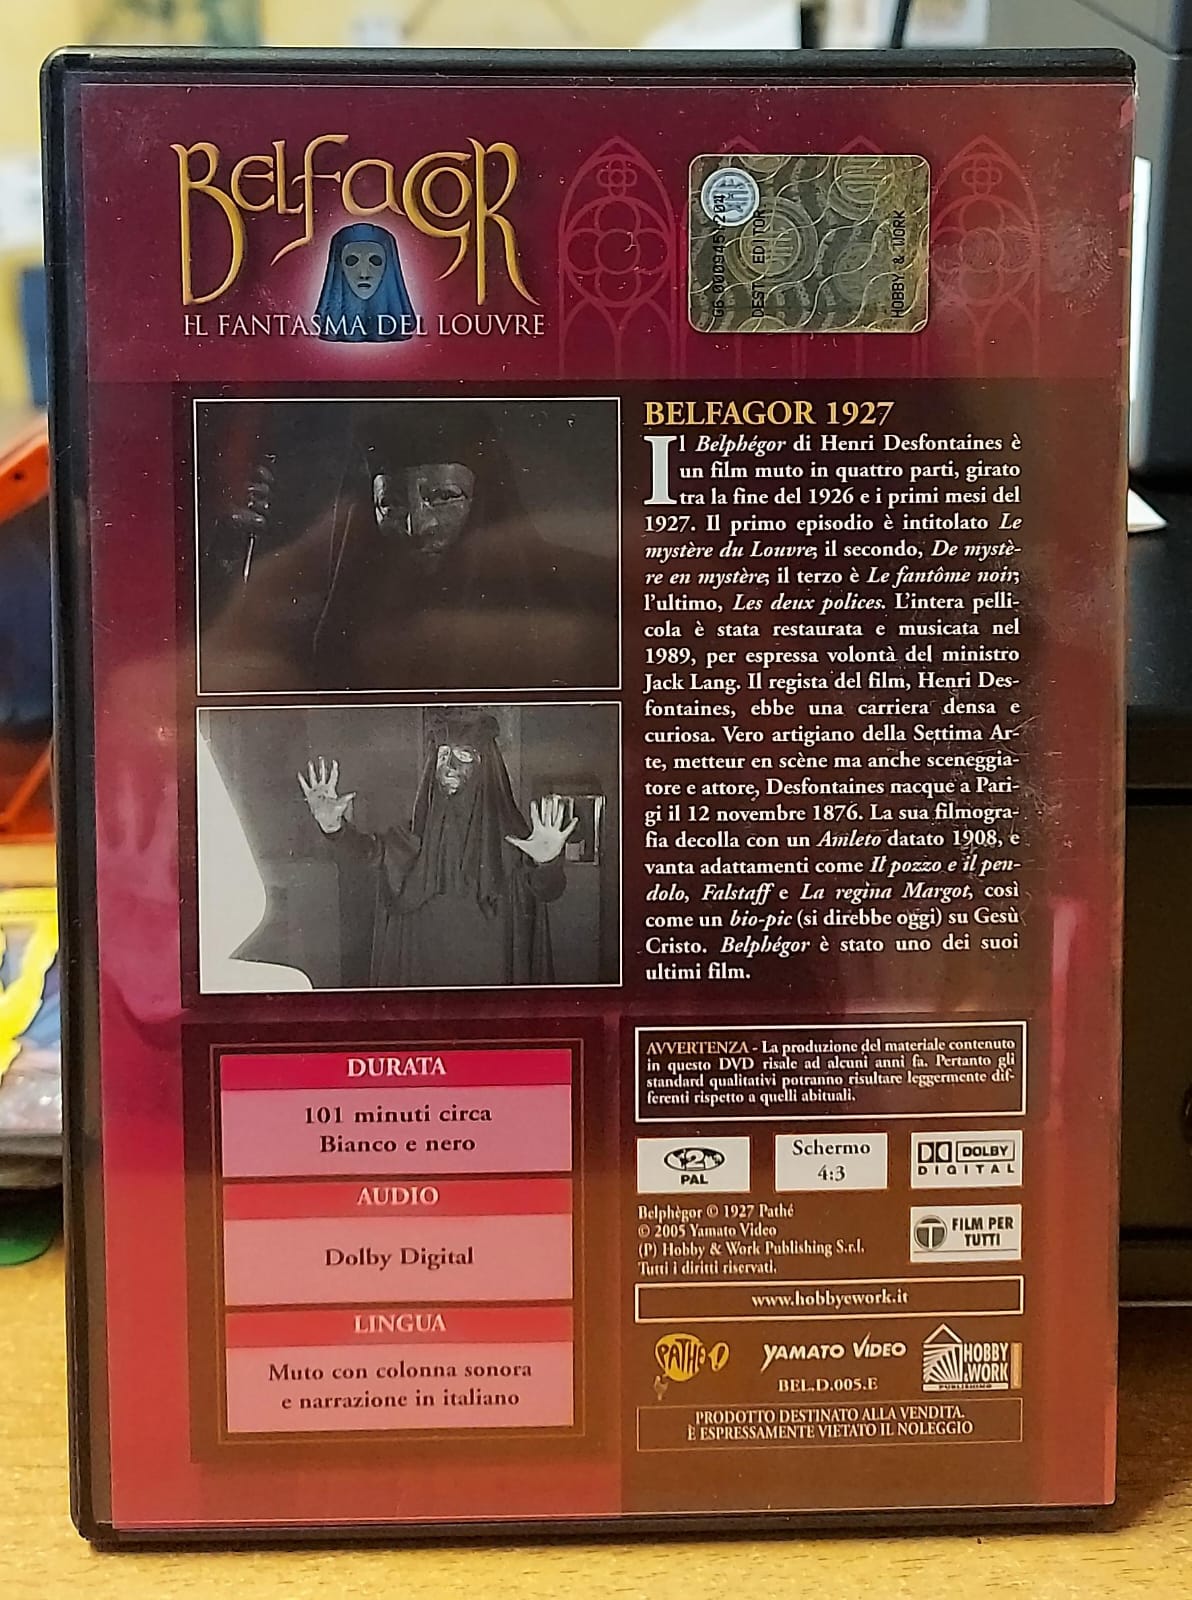 BELFAGOR
IL FANTASMA DEL LOUVRE
DEST. EDITOR
HOBBY & WORK
BELFAGOR 1927
Il Belphégor di Henri Desfontaines è
un film muto in quattro parti, girato
tra la fine del 1926 e i primi mesi del
1927. Il primo episodio è intitolato Le
mystère du Louvre; il secondo, De mystè-
re en mystère; il terzo è Le fantôme noir;
l'ultimo, Les deux polices. L'intera pelli-
cola è stata restaurata e musicata nel
1989, per espressa volontà del ministro
Jack Lang. Il regista del film, Henri Des-
fontaines, ebbe una carriera densa e
curiosa. Vero artigiano della Settima Ar-
te, metteur en scène ma anche sceneggia-
tore e attore, Desfontaines nacque a Pari-
gi il 12 novembre 1876. La sua filmogra-
fia decolla con un Amleto datato 1908, e
vanta adattamenti come Il pozzo e il pen-
dolo, Falstaff e La regina Margot, così
come un bio-pic (si direbbe oggi) su Gesù
Cristo. Belphégor è stato uno dei suoi
ultimi film.
DURATA
101 minuti circa
Bianco e nero
AUDIO
Dolby Digital
LINGUA
Muto con colonna sonora
e narrazione in italiano
AVVERTENZA - La produzione del materiale contenuto
in questo DVD risale ad alcuni anni fa. Pertanto gli
standard qualitativi potranno risultare leggermente dif-
ferenti rispetto a quelli abituali.
2
PAL
Schermo
4:3
DOLBY
DIGITAL
Belphègor © 1927 Pathé
© 2005 Yamato Video
(P) Hobby & Work Publishing S.r.l.
Tutti i diritti riservati.
T FILM PER
TUTTI
www.hobbyework.it
PATHÉ!
YAMATO VIDEO
BEL.D.005.E
HOBBY
&WORK
PUBLISHING
PRODOTTO DESTINATO ALLA VENDITA.
È ESPRESSAMENTE VIETATO IL NOLEGGIO